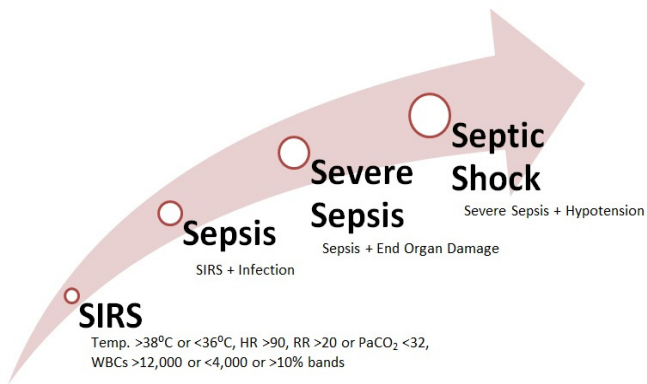 SIRS
Temp. >38⁰C or <36⁰C, HR >90, RR >20 or PaCO₂ <32,
WBCs >12,000 or <4,000 or >10% bands
Sepsis
SIRS + Infection
Severe
Sepsis
Sepsis + End Organ Damage
Septic
Shock
Severe Sepsis + Hypotension